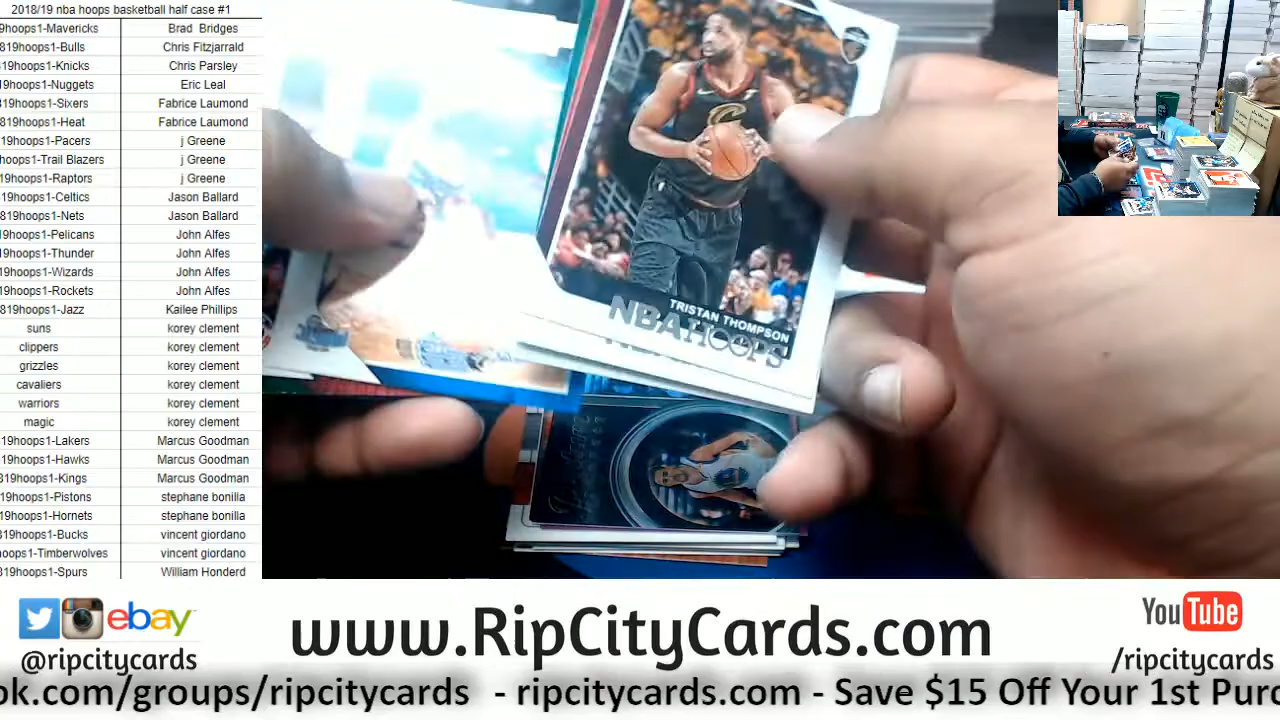 2018/19 nba hoops basketball half case #1
9hoops1-Mavericks Brad Bridges
819hoops1-Bulls Chris Fitzjarrald
19hoops1-Knicks Chris Parsley
19hoops1-Nuggets Eric Leal
819hoops1-Sixers Fabrice Laumond
819hoops1-Heat Fabrice Laumond
19hoops1-Pacers j Greene
hoops1-Trail Blazers j Greene
19hoops1-Raptors j Greene
19hoops1-Celtics Jason Ballard
819hoops1-Nets Jason Ballard
19hoops1-Pelicans John Alfes
19hoops1-Thunder John Alfes
19hoops1-Wizards John Alfes
19hoops1-Rockets John Alfes
819hoops1-Jazz Kailee Phillips
suns korey clement
clippers korey clement
grizzles korey clement
cavaliers korey clement
warriors korey clement
magic korey clement
19hoops1-Lakers Marcus Goodman
19hoops1-Hawks Marcus Goodman
819hoops1-Kings Marcus Goodman
19hoops1-Pistons stephane bonilla
19hoops1-Hornets stephane bonilla
819hoops1-Bucks vincent giordano
hoops1-Timberwolves vincent giordano
819hoops1-Spurs William Honderd
TRISTAN THOMPSON
NBA HOOPS
ebay
@ripcitycards
www.RipCityCards.com
YouTube
/ripcitycards
ok.com/groups/ripcitycards - ripcitycards.com - Save $15 Off Your 1st Purc